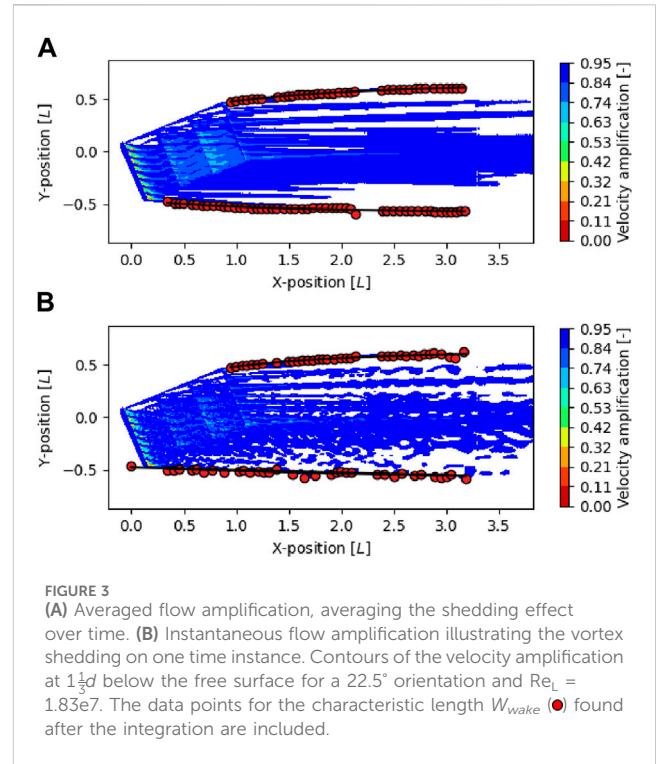 A
0.5
0.0
−0.5
Y-position [L]
0.0 0.5 1.0 1.5 2.0 2.5 3.0 3.5
X-position [L]
0.95
0.84
0.74
0.63
0.53
0.42
0.32
0.21
0.11
0.00
Velocity amplification [-]
B
0.5
0.0
−0.5
Y-position [L]
0.0 0.5 1.0 1.5 2.0 2.5 3.0 3.5
X-position [L]
0.95
0.84
0.74
0.63
0.53
0.42
0.32
0.21
0.11
0.00
Velocity amplification [-]
FIGURE 3
(A) Averaged flow amplification, averaging the shedding effect
over time. (B) Instantaneous flow amplification illustrating the vortex
shedding on one time instance. Contours of the velocity amplification
at 1⅓d below the free surface for a 22.5° orientation and Re_L =
1.83e7. The data points for the characteristic length W_wake (●) found
after the integration are included.